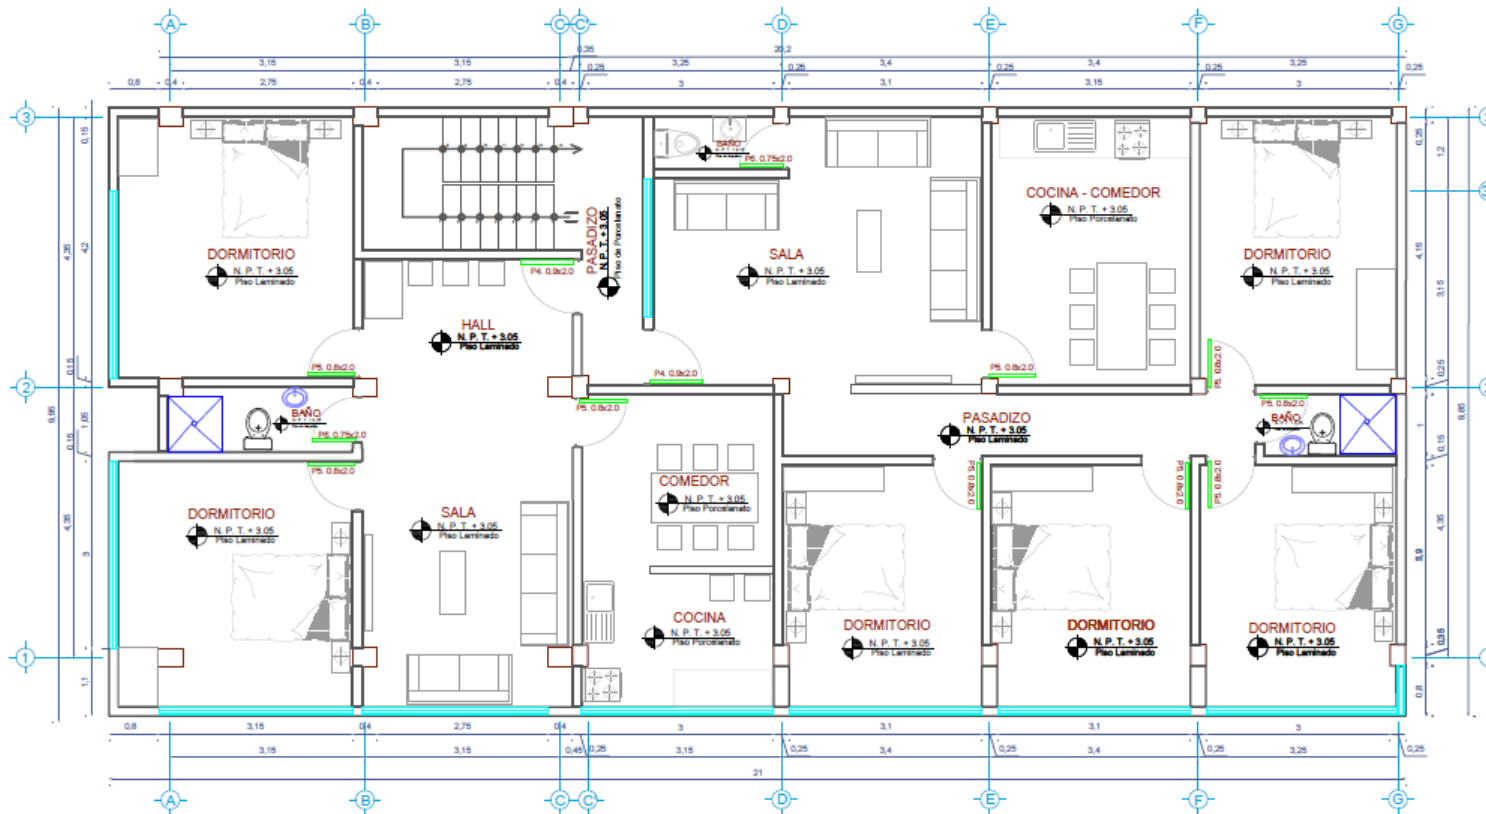 A B C C D E F G
0,35 20,2
3,15 3,15 3,25 3,4 3,4
0,25 0,25 0,25 0,25 0,25
0,8 0,4 2,75 0,4 2,75 0,4 3 3,1 3,15 3
3
2
1
0,15
4,35 4,2
0,15
9,95 1,05
0,15
4,35 3
1,1
0,25
1,2
4,15 3,15
0,25
1 9,85
0,15
4,35
0,35
0,8
DORMITORIO
N. P. T. + 3.05
Piso Laminado
PASADIZO
N. P. T. + 3.05
Piso de Porcelanato
BAÑO
P6. 0.75x2.0
SALA
N. P. T. + 3.05
Piso Laminado
COCINA - COMEDOR
N. P. T. + 3.05
Piso Porcelanato
DORMITORIO
N. P. T. + 3.05
Piso Laminado
P4. 0.9x2.0
HALL
N. P. T. + 3.05
Piso Laminado
P5. 0.8x2.0
P4. 0.9x2.0
P5. 0.8x2.0
P5. 0.8x2.0
BAÑO
P6. 0.75x2.0
P5. 0.8x2.0
P5. 0.8x2.0
PASADIZO
N. P. T. + 3.05
Piso Laminado
P5. 0.8x2.0
BAÑO
COMEDOR
N. P. T. + 3.05
Piso Porcelanato
P5. 0.8x2.0
P5. 0.8x2.0
P5. 0.8x2.0
DORMITORIO
N. P. T. + 3.05
Piso Laminado
SALA
N. P. T. + 3.05
Piso Laminado
COCINA
N. P. T. + 3.05
Piso Porcelanato
DORMITORIO
N. P. T. + 3.05
Piso Laminado
DORMITORIO
N. P. T. + 3.05
Piso Laminado
DORMITORIO
N. P. T. + 3.05
Piso Laminado
0,8 3,15 0,4 2,75 0,4 3 3,1 3,1 3
3,15 3,15 0,45 0,25 3,15 0,25 3,4 0,25 3,4 0,25 3,25 0,25
21
A B C C D E F G